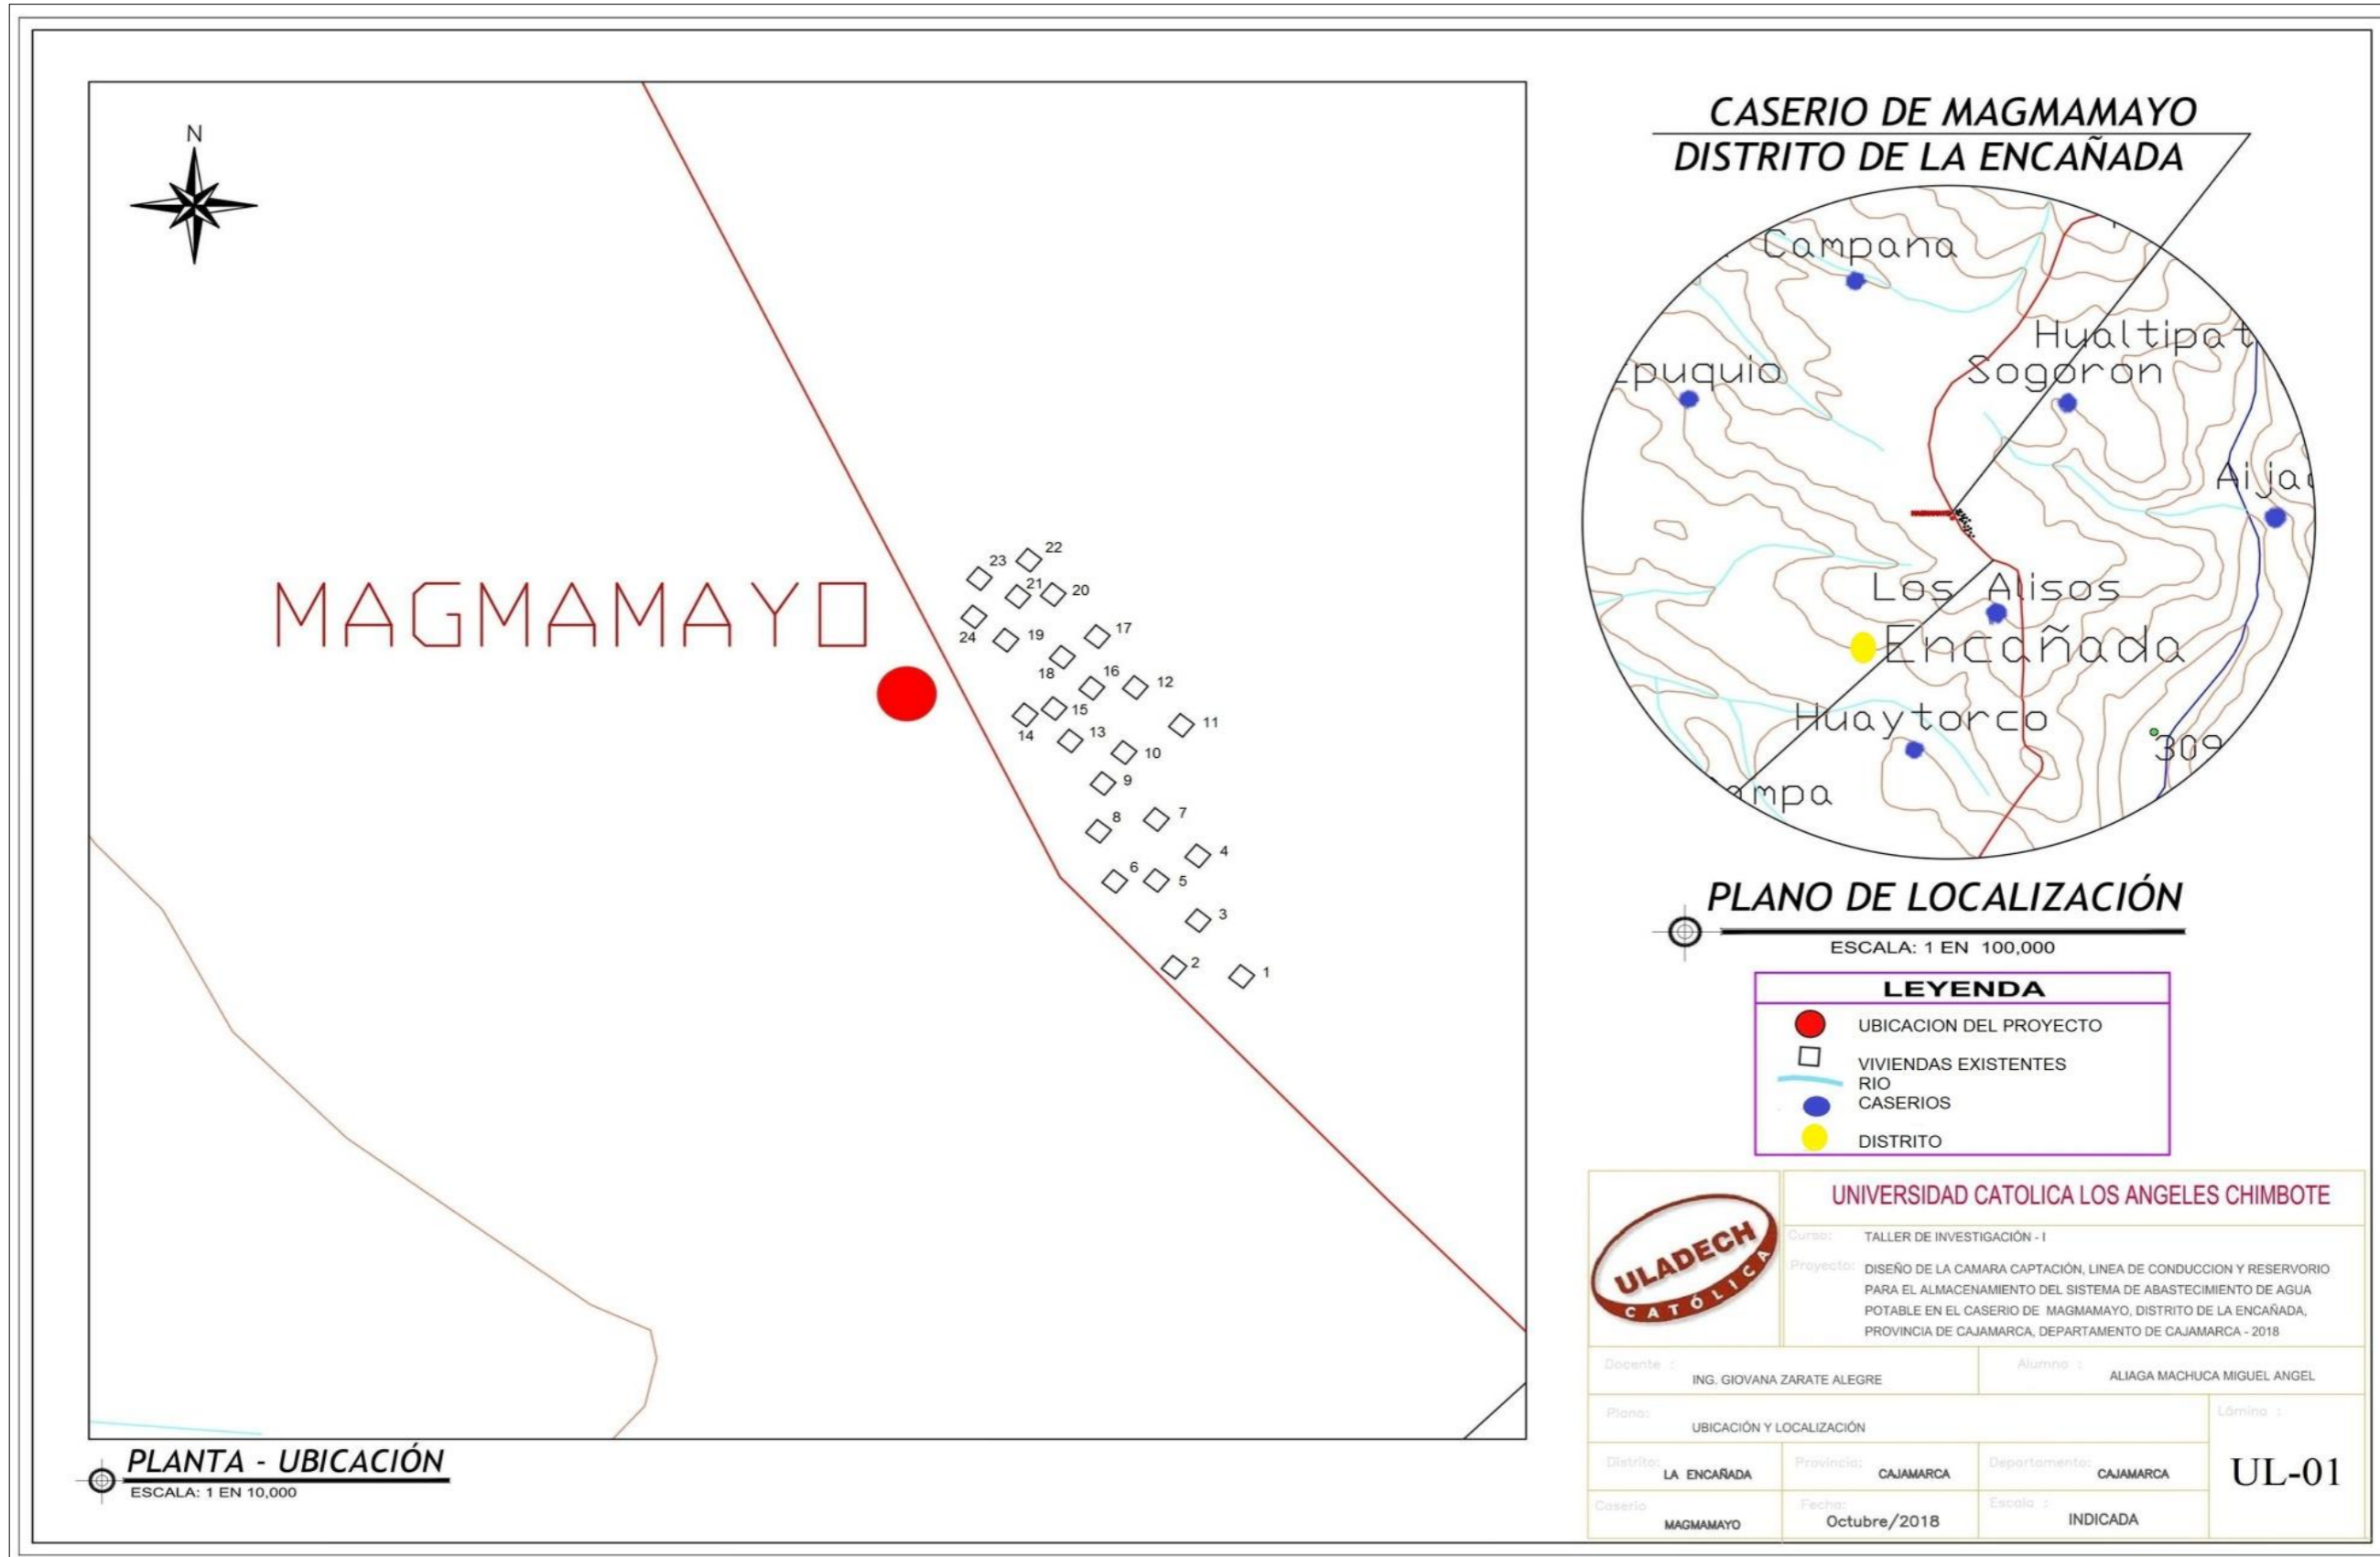 N
MAGMAMAYO
22
23
21
20
24
19
17
18
16
12
15
11
14
13
10
9
8
7
4
6
5
3
2
1
PLANTA - UBICACIÓN
ESCALA: 1 EN 10,000
CASERIO DE MAGMAMAYO
DISTRITO DE LA ENCAÑADA
Campana
Hualtipat
puquio
Sogoron
Aija
Los Alisos
Encañada
Huaytorco
309
mpa
PLANO DE LOCALIZACIÓN
ESCALA: 1 EN 100,000
LEYENDA
UBICACION DEL PROYECTO
VIVIENDAS EXISTENTES
RIO
CASERIOS
DISTRITO
ULADECH
CATÓLICA
UNIVERSIDAD CATOLICA LOS ANGELES CHIMBOTE
Curso: TALLER DE INVESTIGACIÓN - I
Proyecto: DISEÑO DE LA CAMARA CAPTACIÓN, LINEA DE CONDUCCION Y RESERVORIO
PARA EL ALMACENAMIENTO DEL SISTEMA DE ABASTECIMIENTO DE AGUA
POTABLE EN EL CASERIO DE MAGMAMAYO, DISTRITO DE LA ENCAÑADA,
PROVINCIA DE CAJAMARCA, DEPARTAMENTO DE CAJAMARCA - 2018
Docente :
ING. GIOVANA ZARATE ALEGRE
Alumno :
ALIAGA MACHUCA MIGUEL ANGEL
Plano:
UBICACIÓN Y LOCALIZACIÓN
Lámina :
UL-01
Distrito: LA ENCAÑADA
Provincia: CAJAMARCA
Departamento: CAJAMARCA
Caserio
MAGMAMAYO
Fecha:
Octubre/2018
Escala :
INDICADA